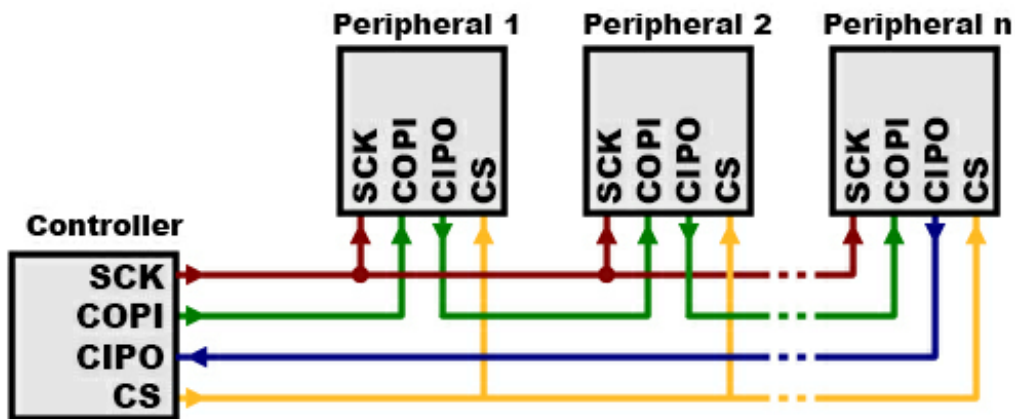 Peripheral 1
Peripheral 2
Peripheral n
SCK
COPI
CIPO
CS
SCK
COPI
CIPO
CS
SCK
COPI
CIPO
CS
Controller
SCK
COPI
CIPO
CS